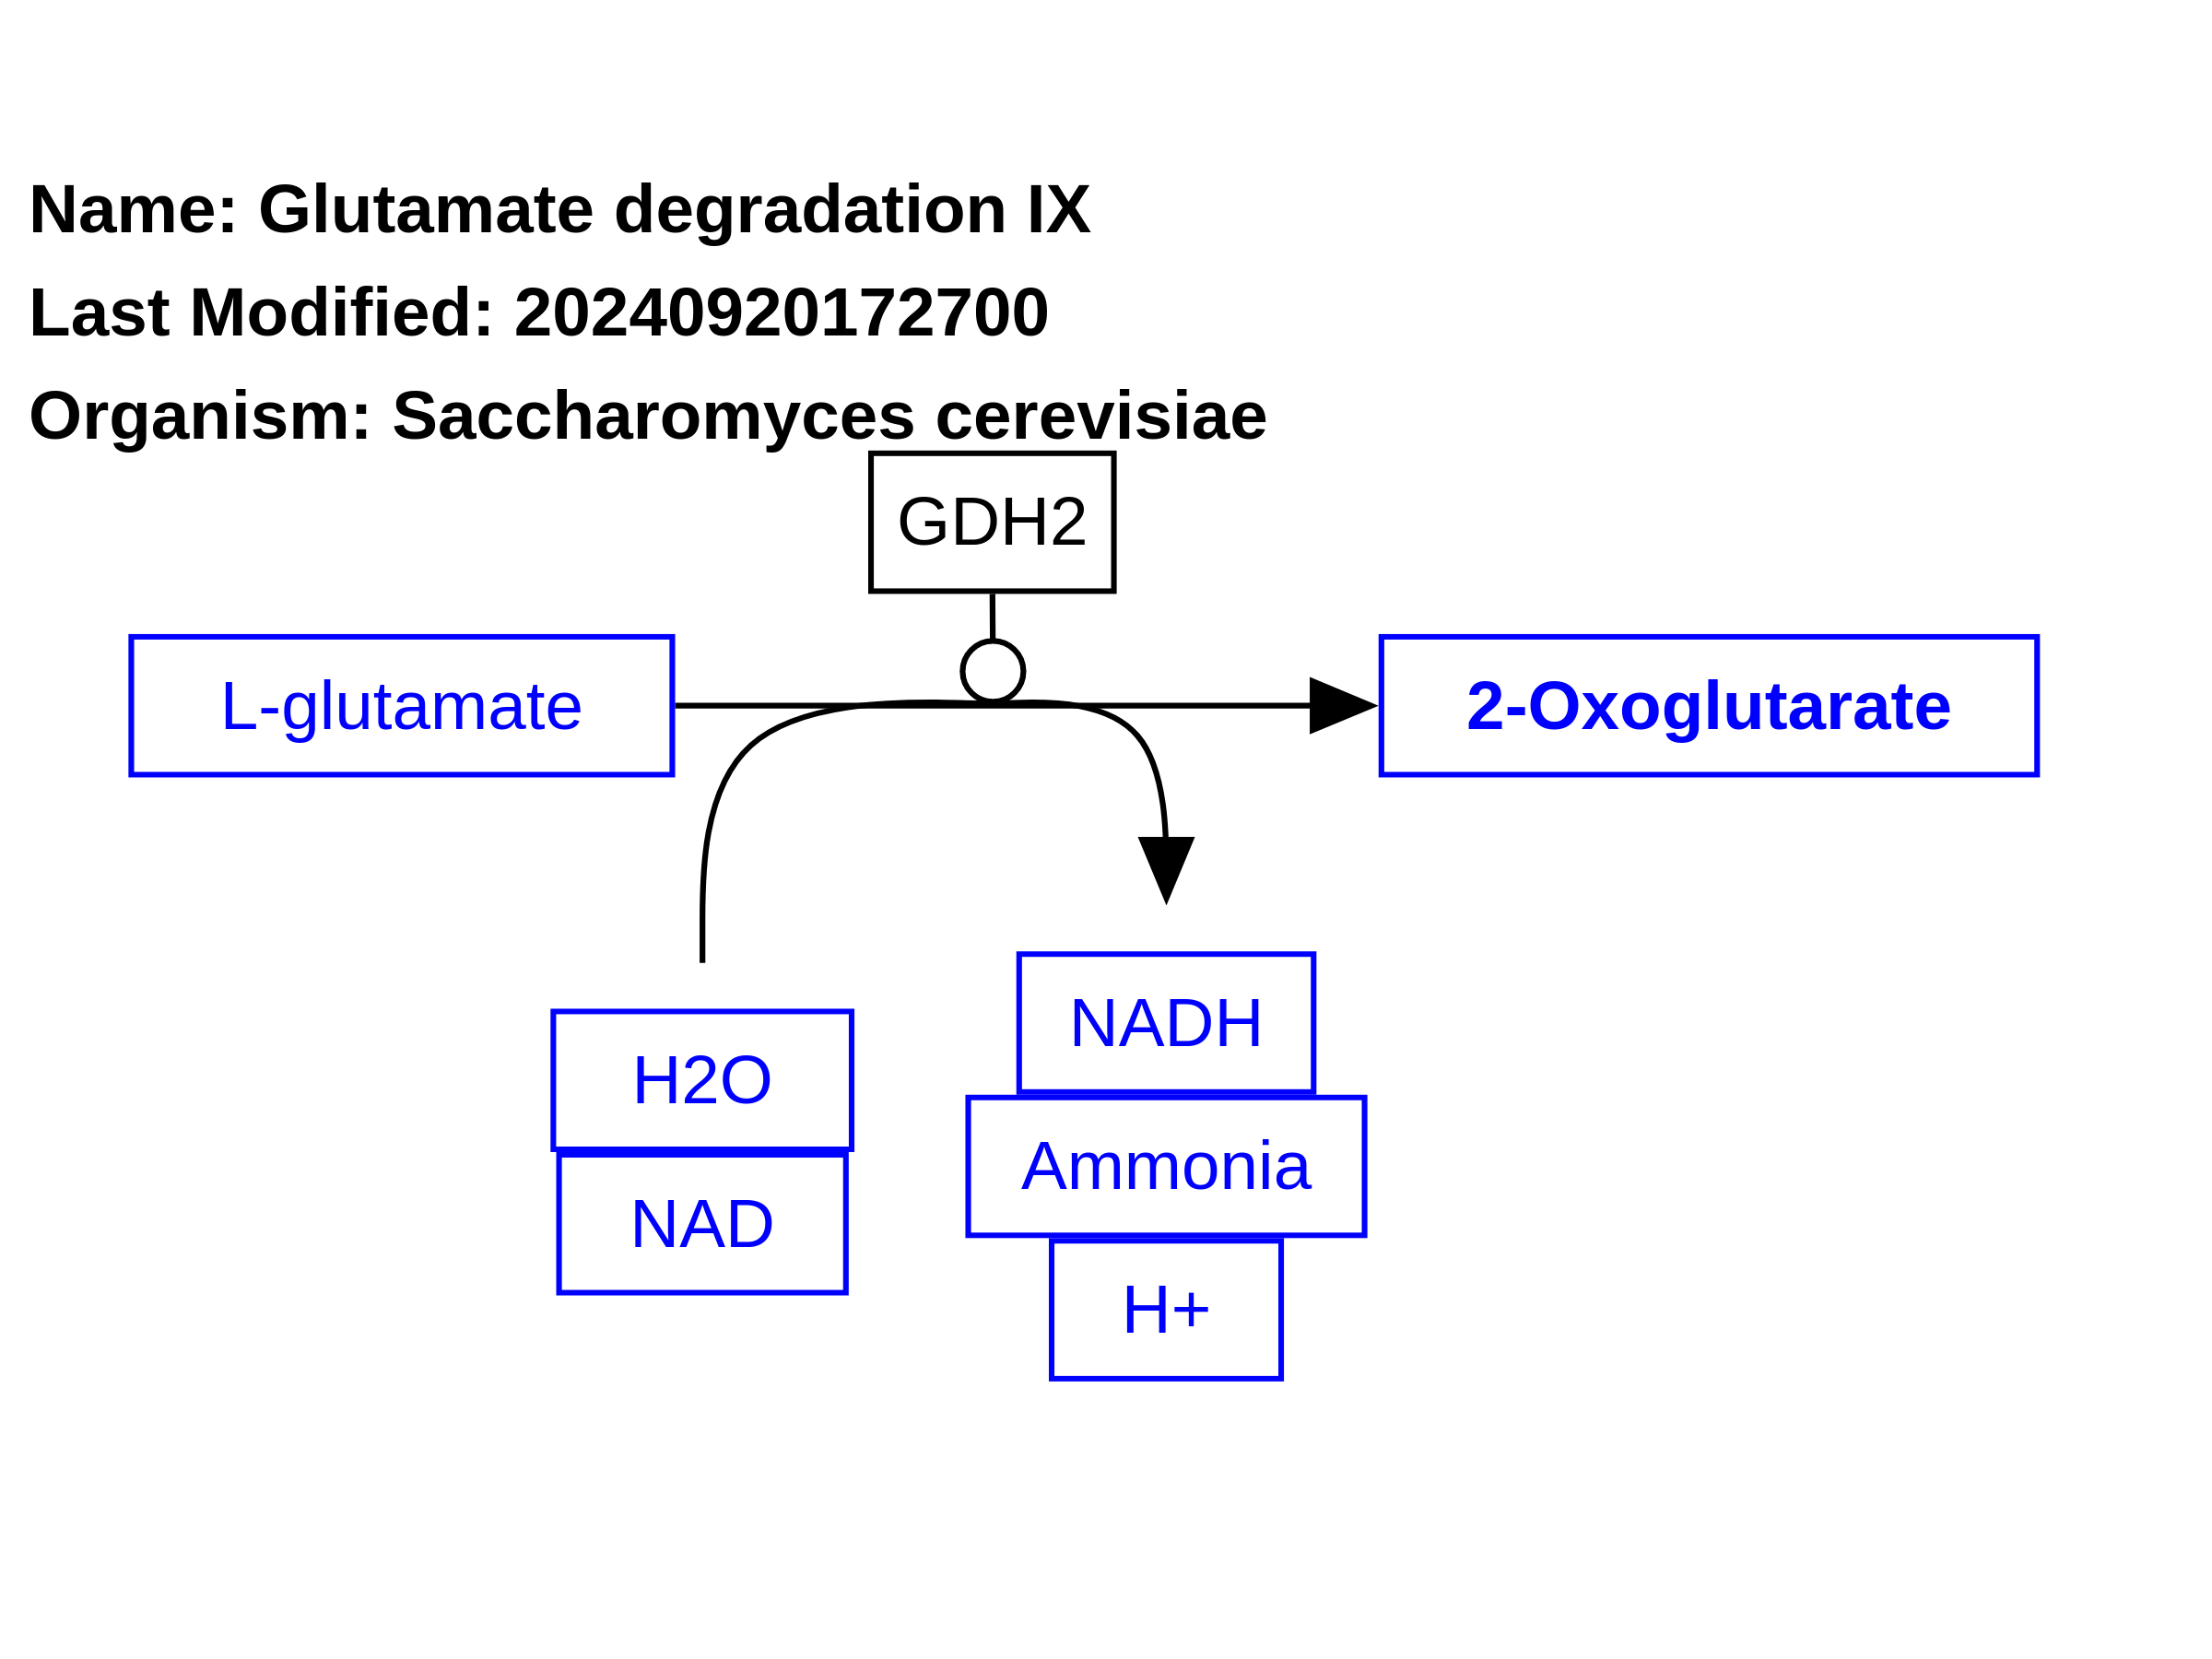 Name: Glutamate degradation IX
Last Modified: 20240920172700
Organism: Saccharomyces cerevisiae
GDH2
L-glutamate
2-Oxoglutarate
NADH
H2O
Ammonia
NAD
H+